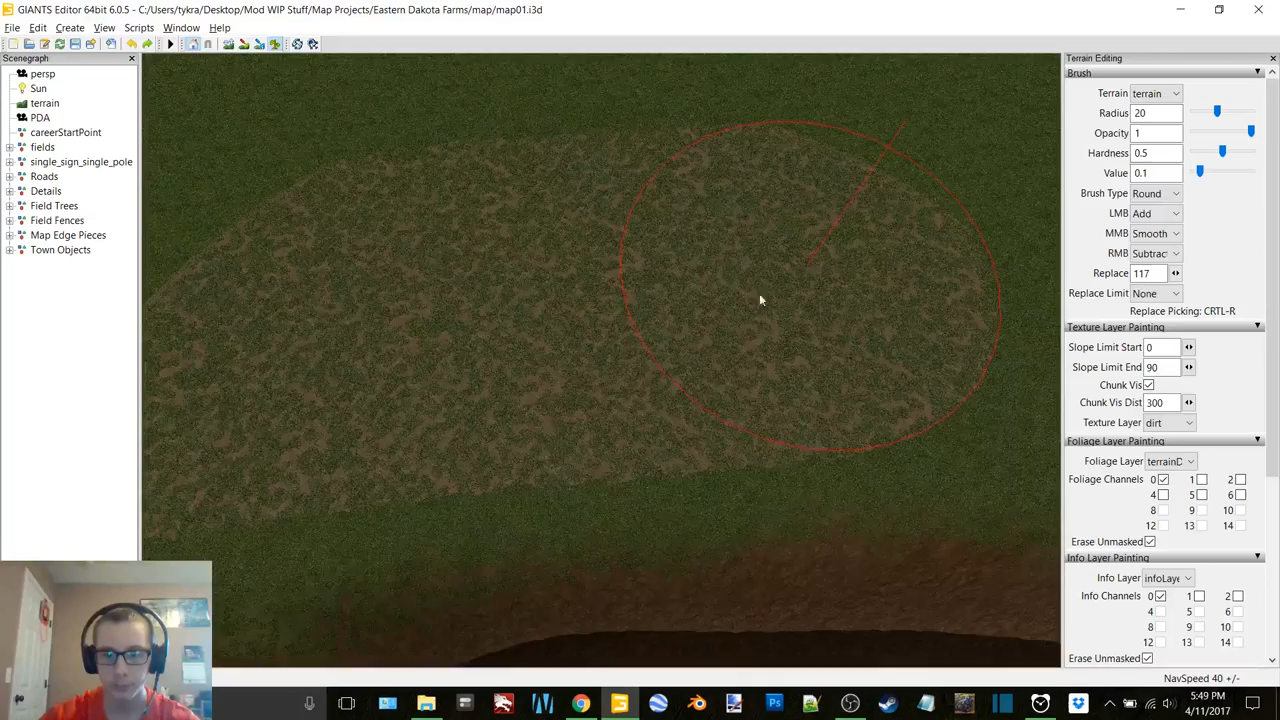 GIANTS Editor 64bit 6.0.5 - C:/Users/tykra/Desktop/Mod WIP Stuff/Map Projects/Eastern Dakota Farms/map/map01.i3d
File Edit Create View Scripts Window Help
Scenegraph
persp
Sun
terrain
PDA
careerStartPoint
fields
single_sign_single_pole
Roads
Details
Field Trees
Field Fences
Map Edge Pieces
Town Objects
Terrain Editing
Brush
Terrain terrain
Radius 20
Opacity 1
Hardness 0.5
Value 0.1
Brush Type Round
LMB Add
MMB Smooth
RMB Subtrac
Replace 117
Replace Limit None
Replace Picking: CRTL-R
Texture Layer Painting
Slope Limit Start 0
Slope Limit End 90
Chunk Vis
Chunk Vis Dist 300
Texture Layer dirt
Foliage Layer Painting
Foliage Layer terrainD
Foliage Channels 0 1 2
4 5 6
8 9 10
12 13 14
Erase Unmasked
Info Layer Painting
Info Layer infoLaye
Info Channels 0 1 2
4 5 6
8 9 10
12 13 14
Erase Unmasked
NavSpeed 40 +/-
5:49 PM
4/11/2017